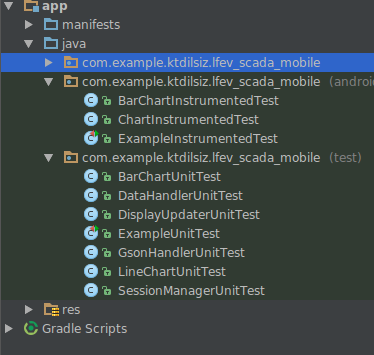 app
manifests
java
com.example.ktdilsiz.lfev_scada_mobile
com.example.ktdilsiz.lfev_scada_mobile (androi
BarChartInstrumentedTest
ChartInstrumentedTest
ExampleInstrumentedTest
com.example.ktdilsiz.lfev_scada_mobile (test)
BarChartUnitTest
DataHandlerUnitTest
DisplayUpdaterUnitTest
ExampleUnitTest
GsonHandlerUnitTest
LineChartUnitTest
SessionManagerUnitTest
res
Gradle Scripts